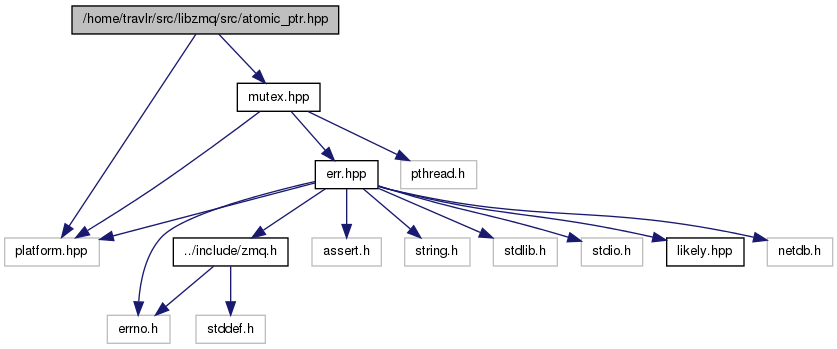 /home/travlr/src/libzmq/src/atomic_ptr.hpp
mutex.hpp
err.hpp
pthread.h
platform.hpp
../include/zmq.h
assert.h
string.h
stdlib.h
stdio.h
likely.hpp
netdb.h
errno.h
stddef.h